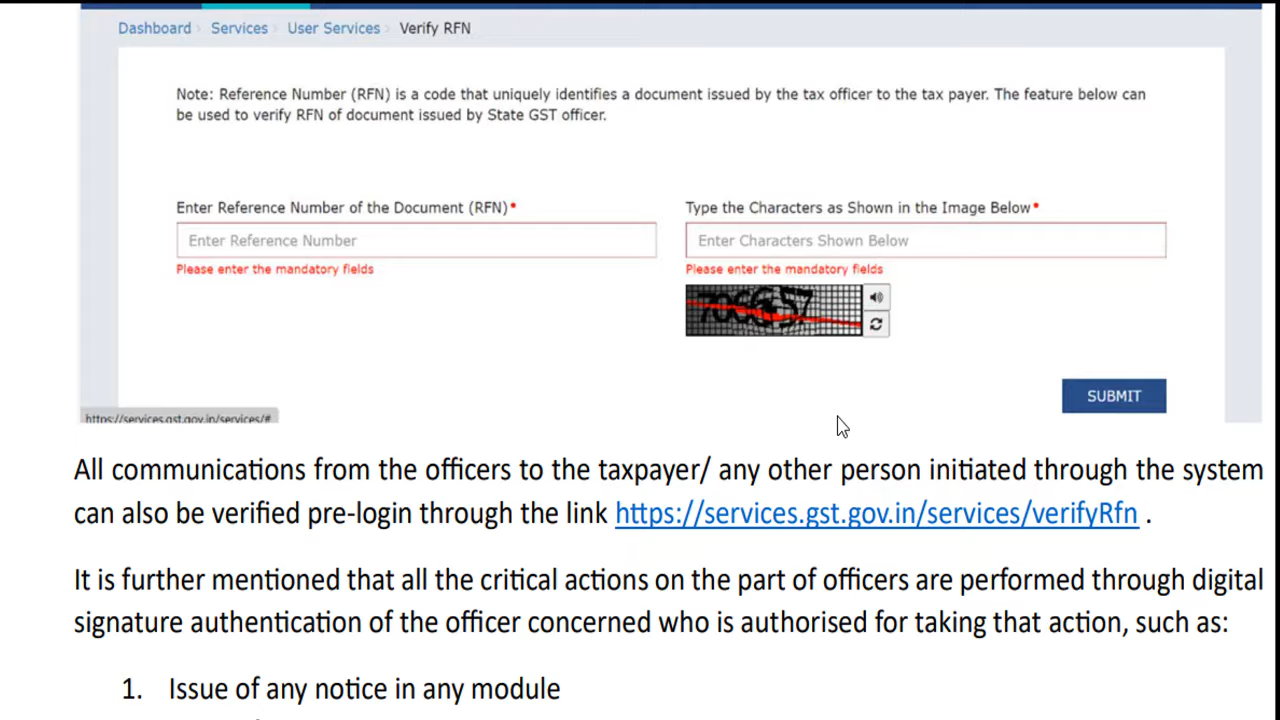 Dashboard › Services › User Services › Verify RFN
Note: Reference Number (RFN) is a code that uniquely identifies a document issued by the tax officer to the tax payer. The feature below can
be used to verify RFN of document issued by State GST officer.
Enter Reference Number of the Document (RFN)• Type the Characters as Shown in the Image Below•
Enter Reference Number Enter Characters Shown Below
Please enter the mandatory fields Please enter the mandatory fields
SUBMIT
https://services.gst.gov.in/services/#
All communications from the officers to the taxpayer/ any other person initiated through the system
can also be verified pre-login through the link https://services.gst.gov.in/services/verifyRfn .
It is further mentioned that all the critical actions on the part of officers are performed through digital
signature authentication of the officer concerned who is authorised for taking that action, such as:
1. Issue of any notice in any module